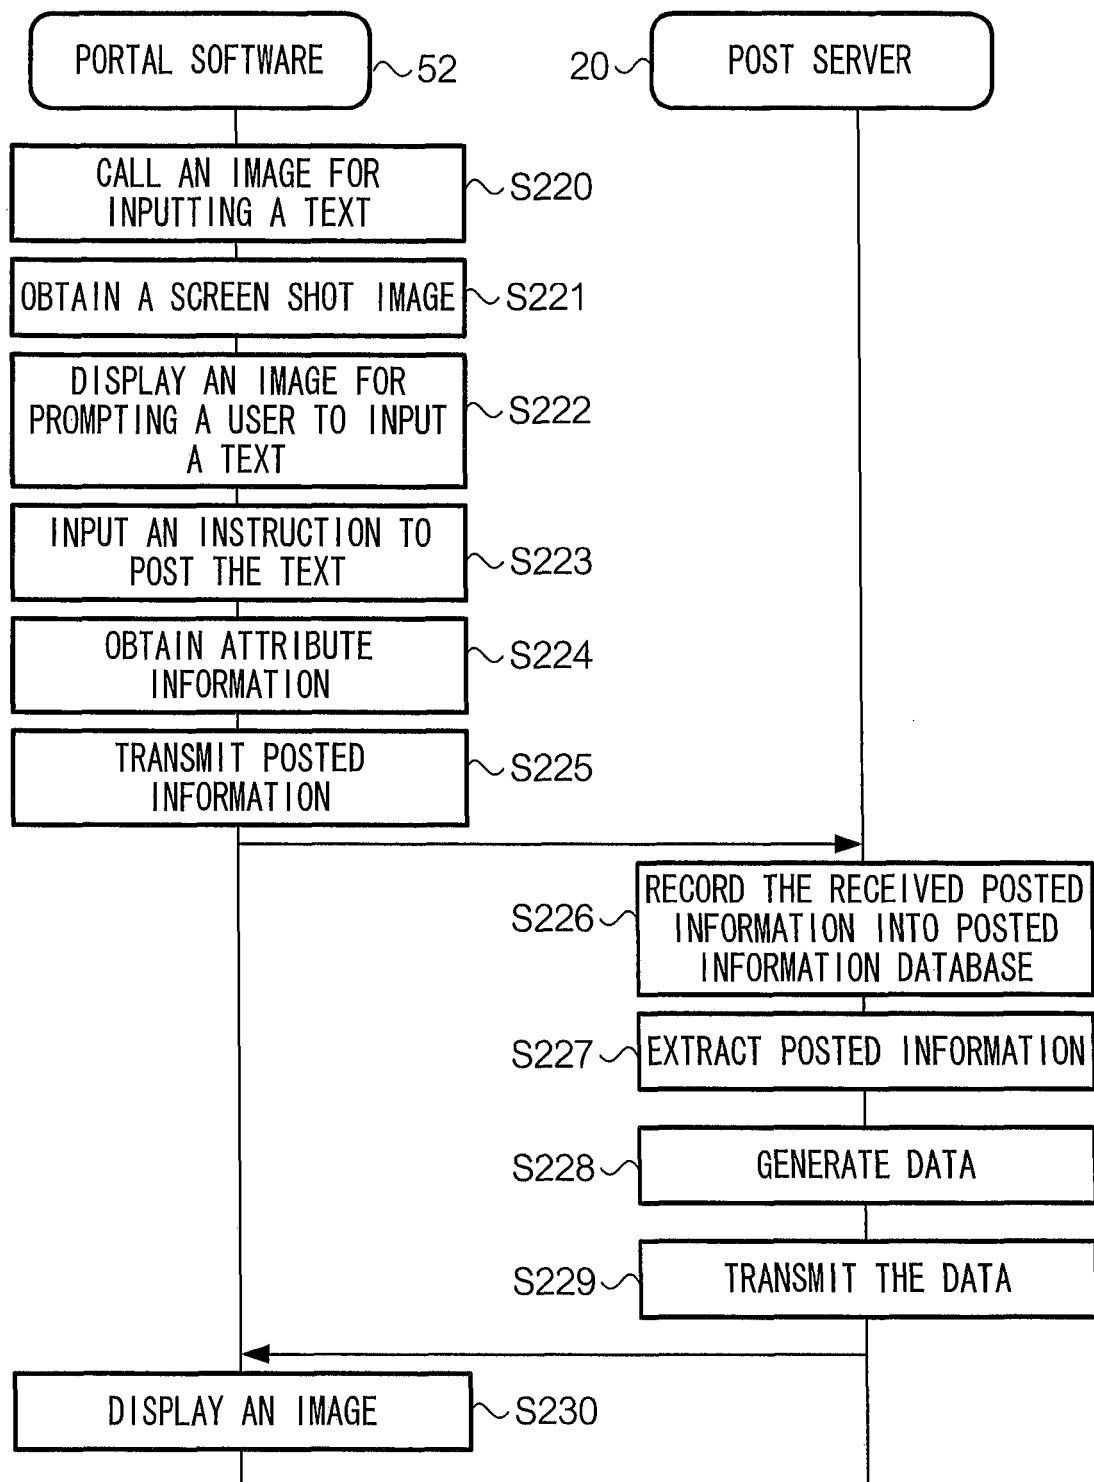 PORTAL SOFTWARE
52
20
POST SERVER
CALL AN IMAGE FOR
INPUTTING A TEXT
S220
OBTAIN A SCREEN SHOT IMAGE
S221
DISPLAY AN IMAGE FOR
PROMPTING A USER TO INPUT
A TEXT
S222
INPUT AN INSTRUCTION TO
POST THE TEXT
S223
OBTAIN ATTRIBUTE
INFORMATION
S224
TRANSMIT POSTED
INFORMATION
S225
S226
RECORD THE RECEIVED POSTED
INFORMATION INTO POSTED
INFORMATION DATABASE
S227
EXTRACT POSTED INFORMATION
S228
GENERATE DATA
S229
TRANSMIT THE DATA
DISPLAY AN IMAGE
S230